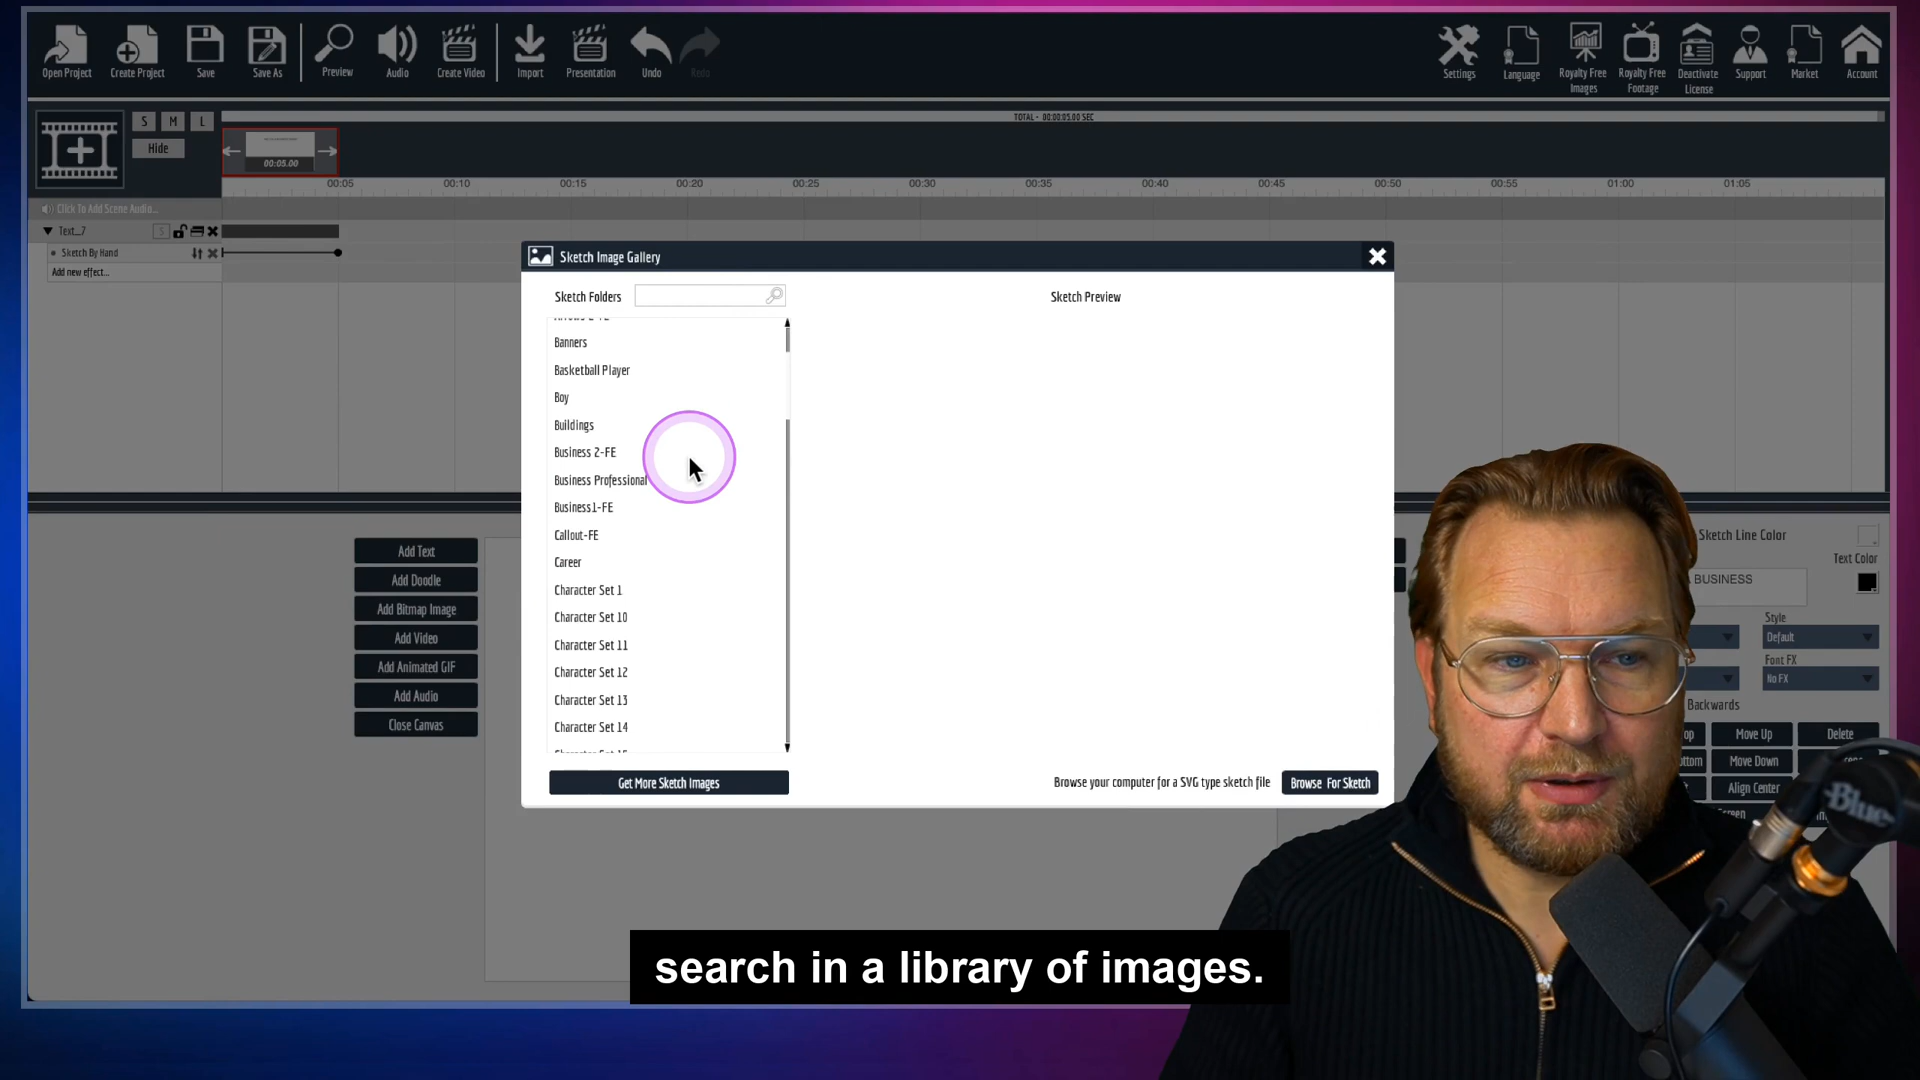 Open Project
Create Project
Save
Save As
Preview
Audio
Create Video
Import
Presentation
Undo
Redo
Settings
Language
Royalty Free Images
Royalty Free Footage
Deactivate License
Support
Market
Account
S M L
Hide
TOTAL - 00:00:05.00 SEC
00:05.00
00:05 00:10 00:15 00:20 00:25 00:30 00:35 00:40 00:45 00:50 00:55 01:00 01:05
Click To Add Scene Audio...
Text_7
S
Sketch By Hand
Add new effect...
Sketch Image Gallery
Sketch Folders
Sketch Preview
Banners
Basketball Player
Boy
Buildings
Business 2-FE
Business Professional
Business1-FE
Callout-FE
Career
Character Set 1
Character Set 10
Character Set 11
Character Set 12
Character Set 13
Character Set 14
Get More Sketch Images
Browse your computer for a SVG type sketch file
Browse For Sketch
Add Text
Add Doodle
Add Bitmap Image
Add Video
Add Animated GIF
Add Audio
Close Canvas
Sketch Line Color
Text Color
BUSINESS
Style
Default
Font FX
No FX
Backwards
Move Up
Delete
Move Down
Align Center
Blue
search in a library of images.